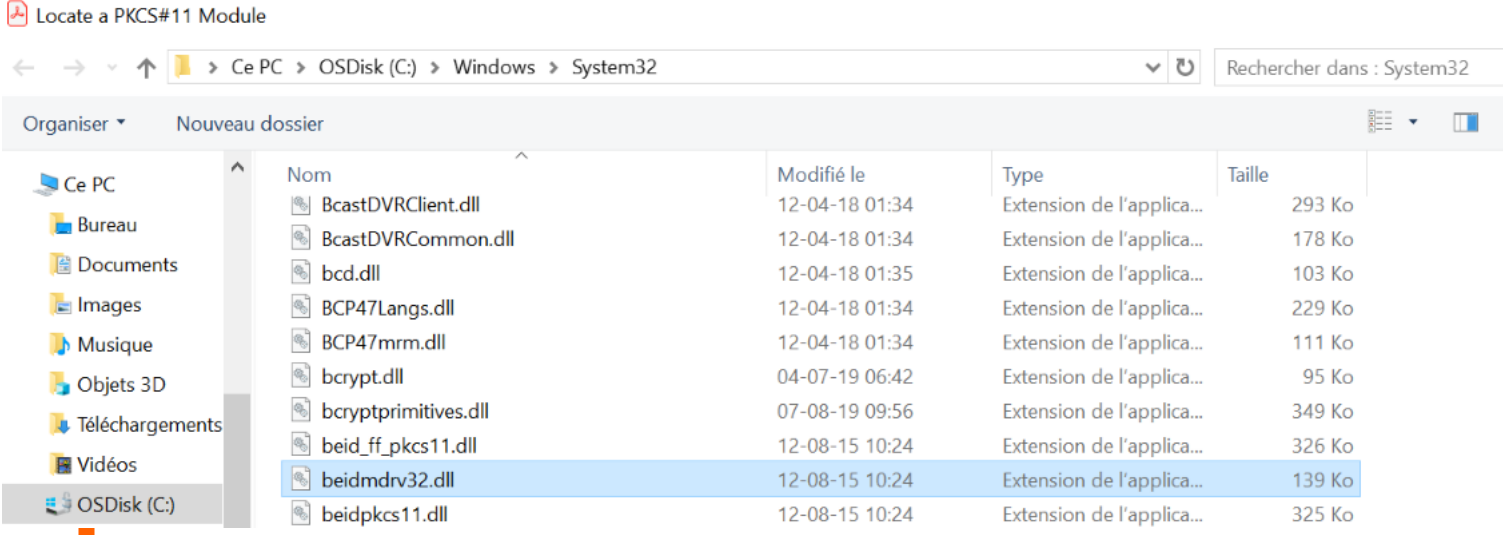 Locate a PKCS#11 Module
Ce PC > OSDisk (C:) > Windows > System32
Rechercher dans : System32
Organiser
Nouveau dossier
Ce PC
Bureau
Documents
Images
Musique
Objets 3D
Téléchargements
Vidéos
OSDisk (C:)
Nom Modifié le Type Taille
BcastDVRClient.dll 12-04-18 01:34 Extension de l'applica... 293 Ko
BcastDVRCommon.dll 12-04-18 01:34 Extension de l'applica... 178 Ko
bcd.dll 12-04-18 01:35 Extension de l'applica... 103 Ko
BCP47Langs.dll 12-04-18 01:34 Extension de l'applica... 229 Ko
BCP47mrm.dll 12-04-18 01:34 Extension de l'applica... 111 Ko
bcrypt.dll 04-07-19 06:42 Extension de l'applica... 95 Ko
bcryptprimitives.dll 07-08-19 09:56 Extension de l'applica... 349 Ko
beid_ff_pkcs11.dll 12-08-15 10:24 Extension de l'applica... 326 Ko
beidmdrv32.dll 12-08-15 10:24 Extension de l'applica... 139 Ko
beidpkcs11.dll 12-08-15 10:24 Extension de l'applica... 325 Ko